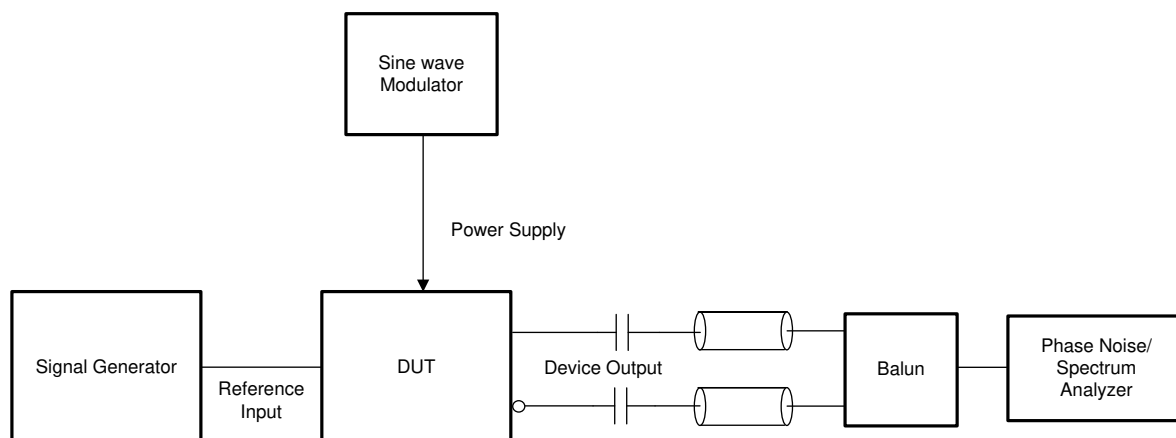 Sine wave
Modulator
Power Supply
Signal Generator
Reference
Input
DUT
Device Output
Balun
Phase Noise/
Spectrum
Analyzer